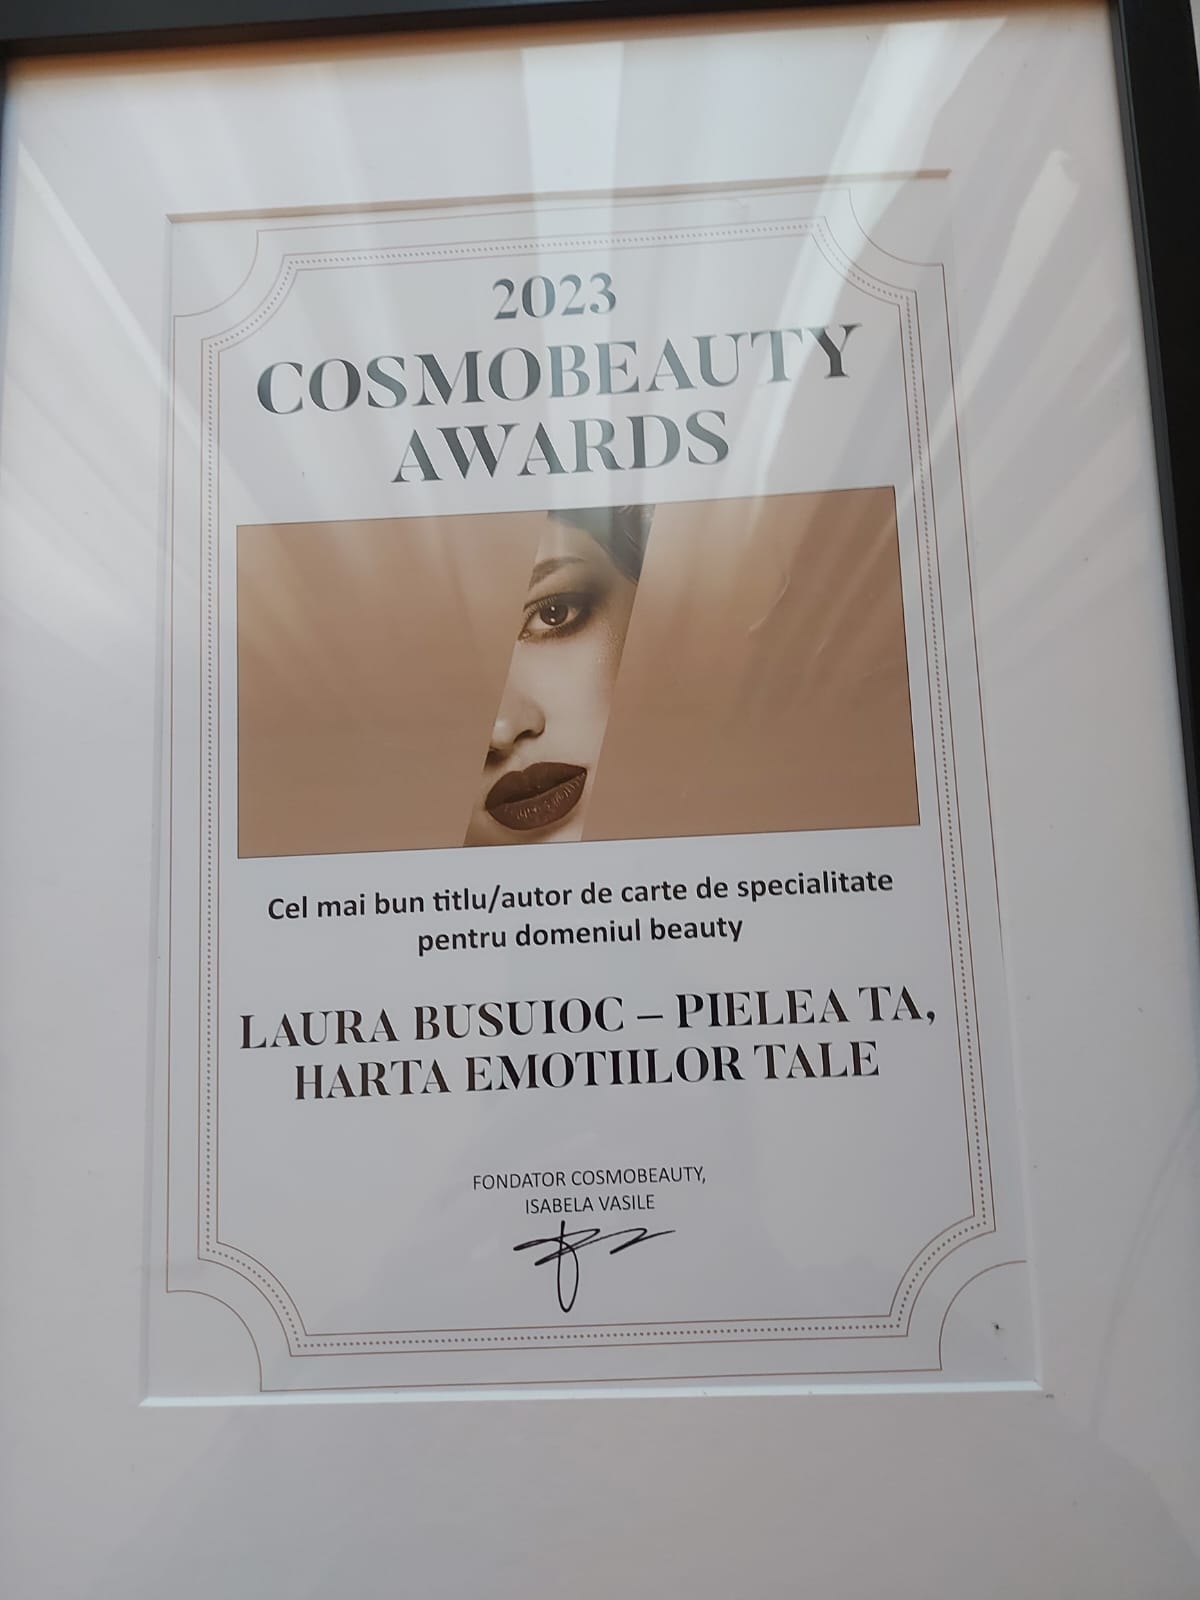 2023
COSMOBEAUTY
AWARDS
Cel mai bun titlu/autor de carte de specialitate
pentru domeniul beauty
LAURA BUSUIOC – PIELEA TA,
HARTA EMOTIILOR TALE
FONDATOR COSMOBEAUTY,
ISABELA VASILE